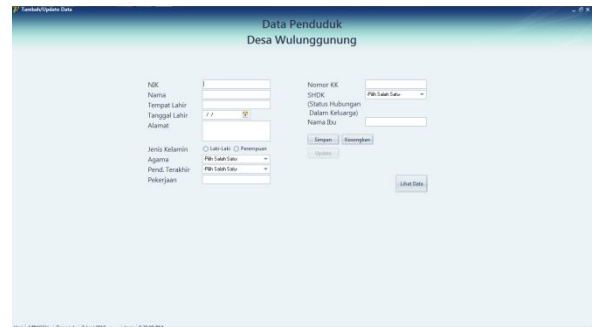 Tambah/Update Data
Data Penduduk
Desa Wulunggunung
NIK
Nama
Tempat Lahir
Tanggal Lahir / /
Alamat
Jenis Kelamin Laki-Laki Perempuan
Agama -Pilih Salah Satu-
Pend. Terakhir -Pilih Salah Satu-
Pekerjaan
Nomor KK
SHDK -Pilih Salah Satu-
(Status Hubungan
Dalam Keluarga)
Nama Ibu
Simpan Kosongkan
Update
Lihat Data